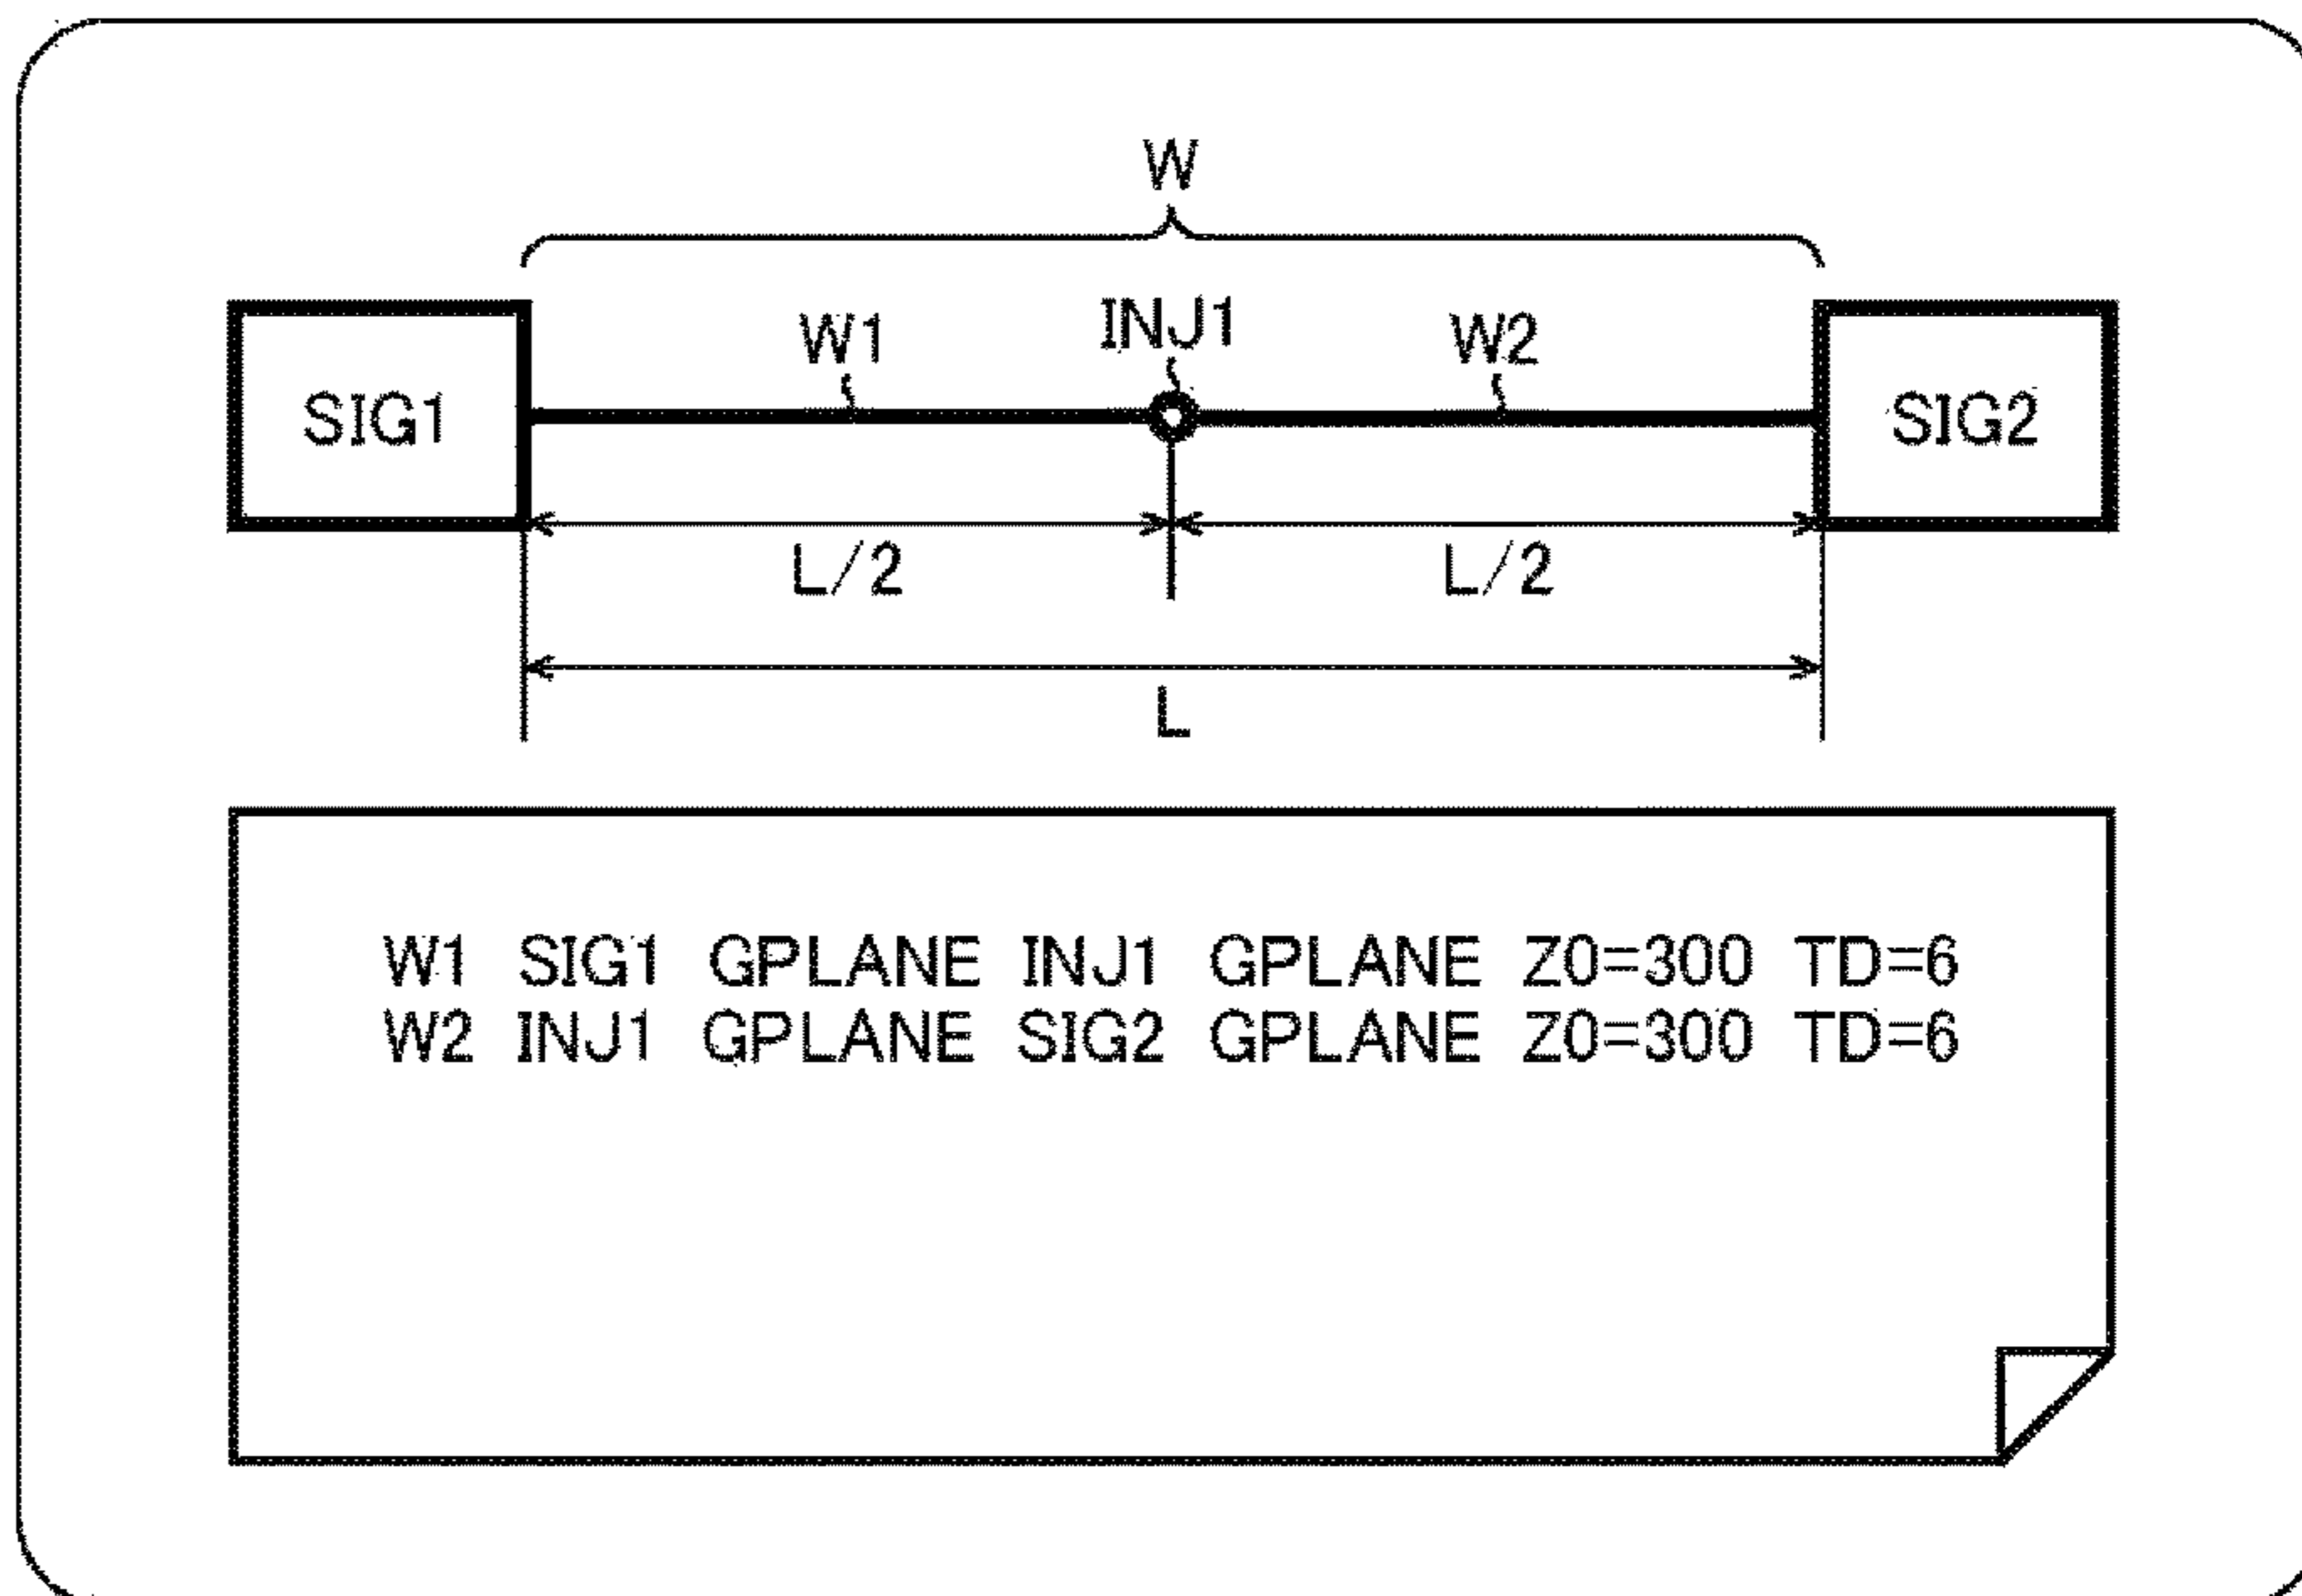 W
W1 INJ1 W2
SIG1 SIG2
L/2 L/2
L
W1 SIG1 GPLANE INJ1 GPLANE Z0=300 TD=6
W2 INJ1 GPLANE SIG2 GPLANE Z0=300 TD=6